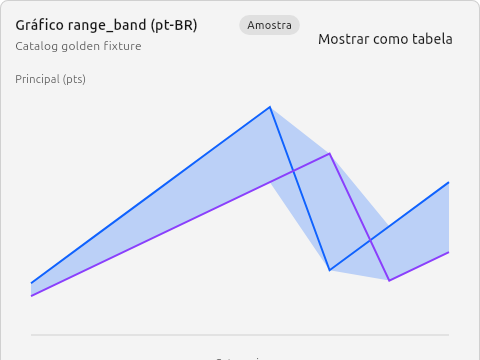 Gráfico range_band (pt-BR)
Amostra
Catalog golden fixture
Mostrar como tabela
Principal (pts)